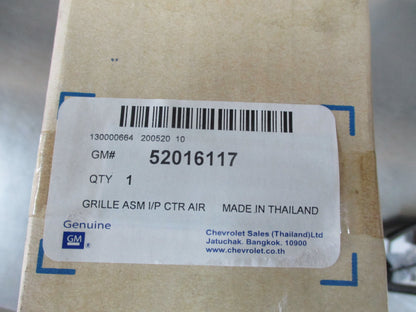 130000664 200520 10
GM# 52016117
QTY 1
GRILLE ASM I/P CTR AIR MADE IN THAILAND
Genuine
GM ®
Chevrolet Sales (Thailand)Ltd
Jatuchak. Bangkok. 10900
www.chevrolet.co.th